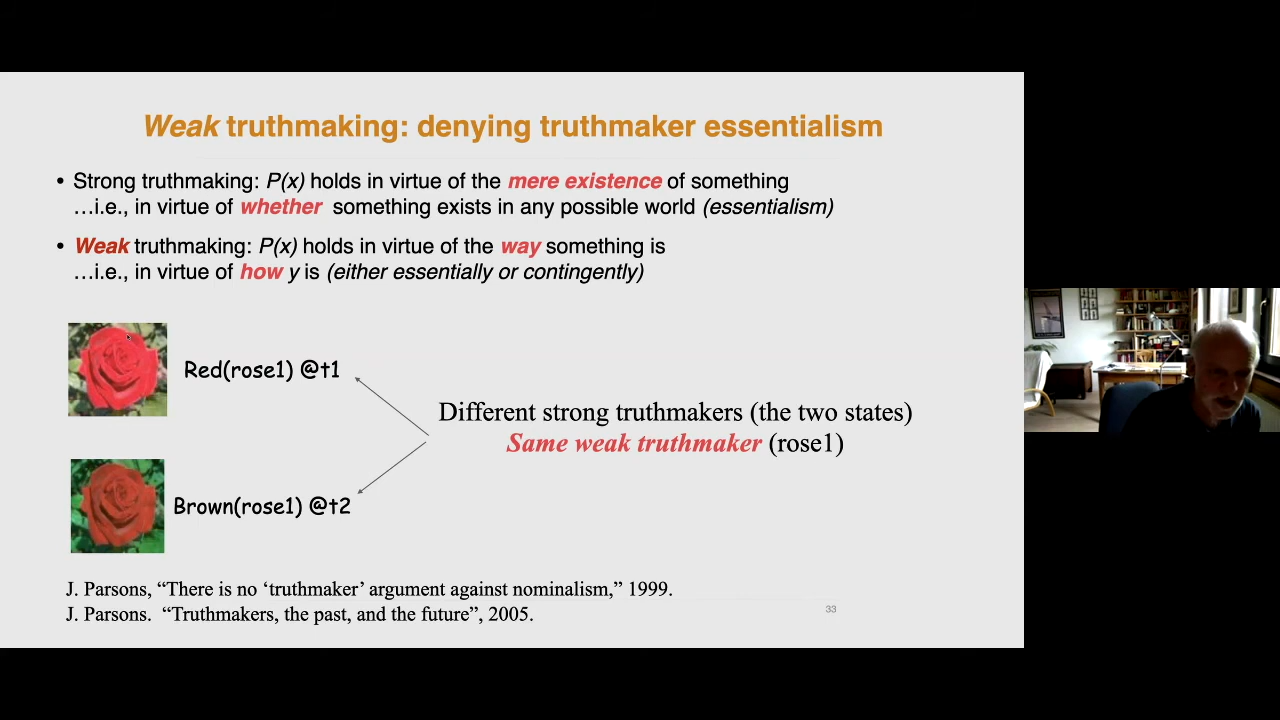 Weak truthmaking: denying truthmaker essentialism
• Strong truthmaking: P(x) holds in virtue of the mere existence of something
…i.e., in virtue of whether something exists in any possible world (essentialism)
• Weak truthmaking: P(x) holds in virtue of the way something is
…i.e., in virtue of how y is (either essentially or contingently)
Red(rose1) @t1
Different strong truthmakers (the two states)
Same weak truthmaker (rose1)
Brown(rose1) @t2
J. Parsons, “There is no ‘truthmaker’ argument against nominalism,” 1999.
J. Parsons. “Truthmakers, the past, and the future”, 2005.
33